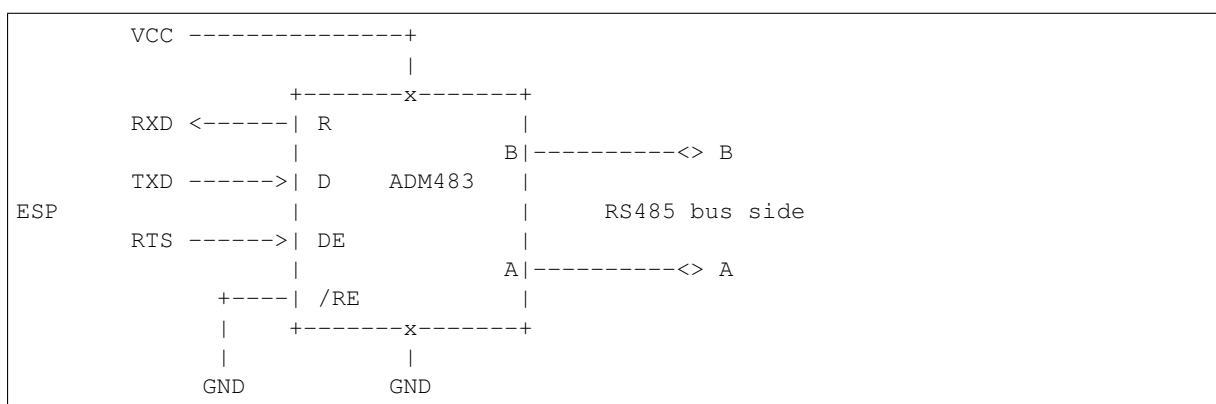 VCC ---------------+
                           |
                   +-------x-------+
        RXD <------| R             |
                   |              B|----------<> B
        TXD ------>| D    ADM483   |
ESP                |               |    RS485 bus side
        RTS ------>| DE            |
                   |              A|----------<> A
              +----| /RE           |
              |    +-------x-------+
              |            |
             GND          GND